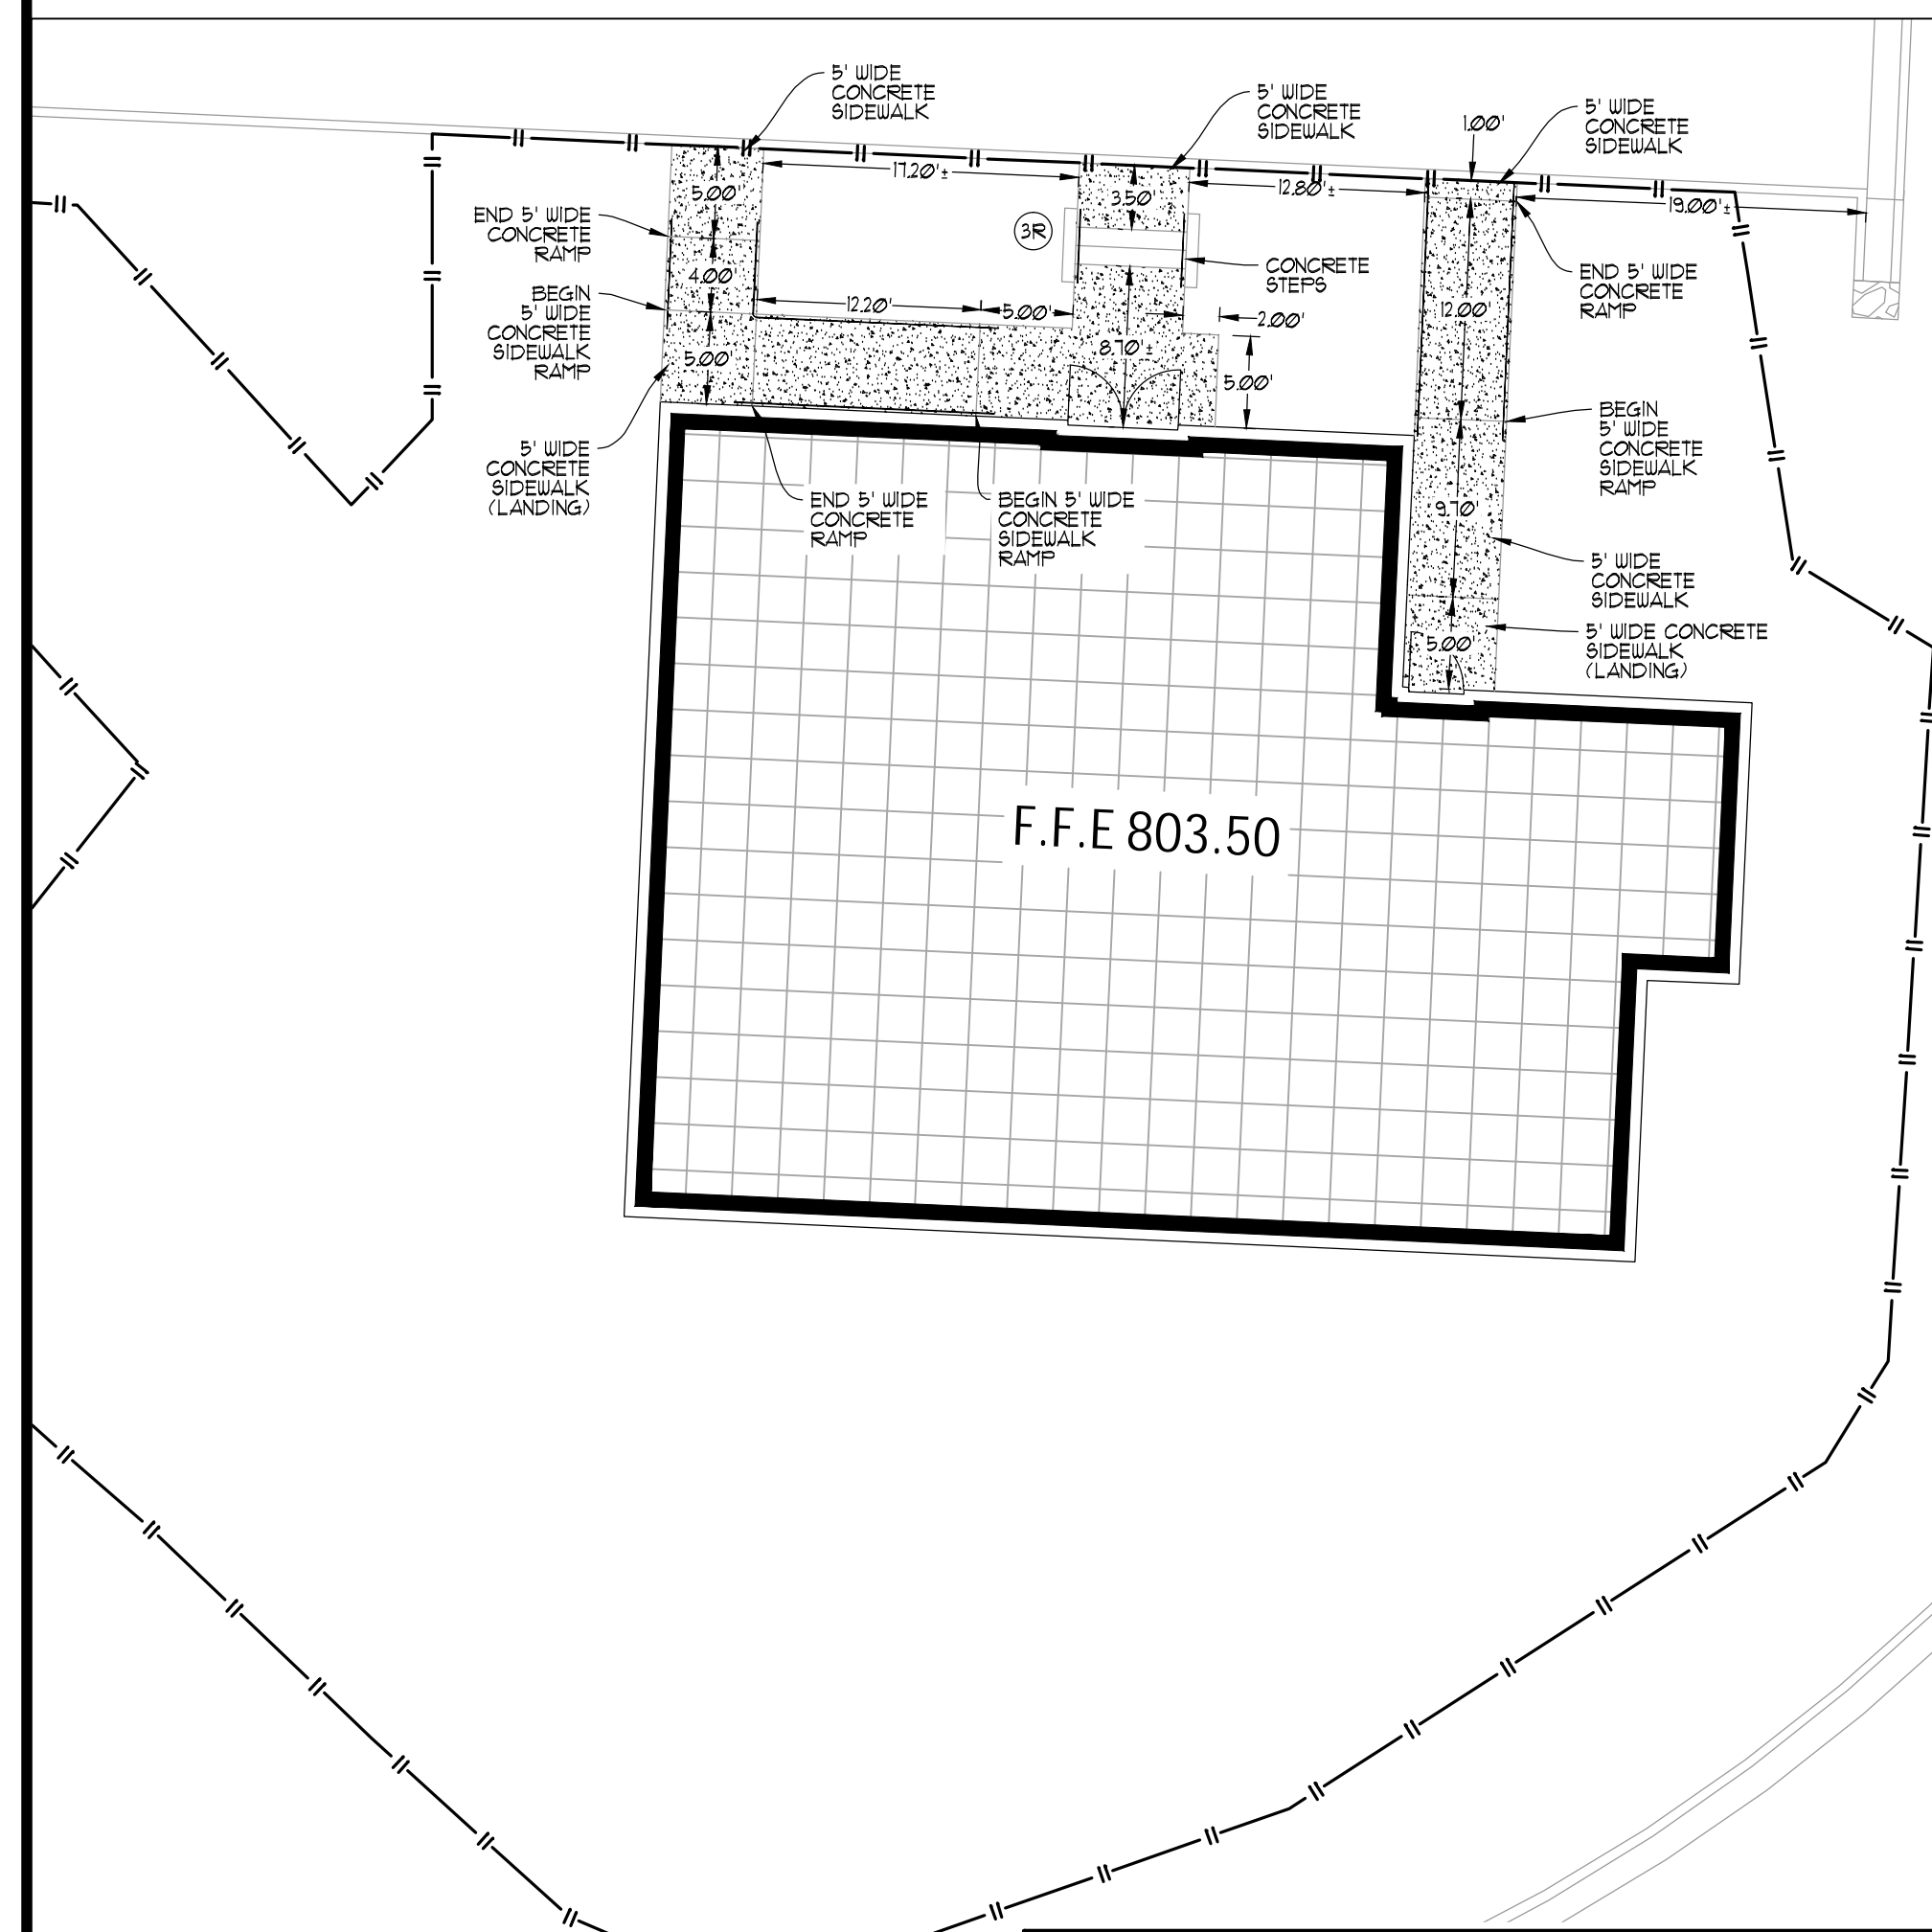 5' WIDE
CONCRETE
SIDEWALK
5' WIDE
CONCRETE
SIDEWALK
1.00'
5' WIDE
CONCRETE
SIDEWALK
17.20'±
12.80'±
19.00'±
5.00'
3.50'
END 5' WIDE
CONCRETE
RAMP
3R
4.00'
CONCRETE
STEPS
END 5' WIDE
CONCRETE
RAMP
BEGIN
5' WIDE
CONCRETE
SIDEWALK
RAMP
12.20'
5.00'
2.00'
12.00'
5.00'
8.70'±
5.00'
BEGIN
5' WIDE
CONCRETE
SIDEWALK
RAMP
5' WIDE
CONCRETE
SIDEWALK
(LANDING)
END 5' WIDE
CONCRETE
RAMP
BEGIN 5' WIDE
CONCRETE
SIDEWALK
RAMP
9.70'
5' WIDE
CONCRETE
SIDEWALK
5.00'
5' WIDE CONCRETE
SIDEWALK
(LANDING)
F.F.E 803.50